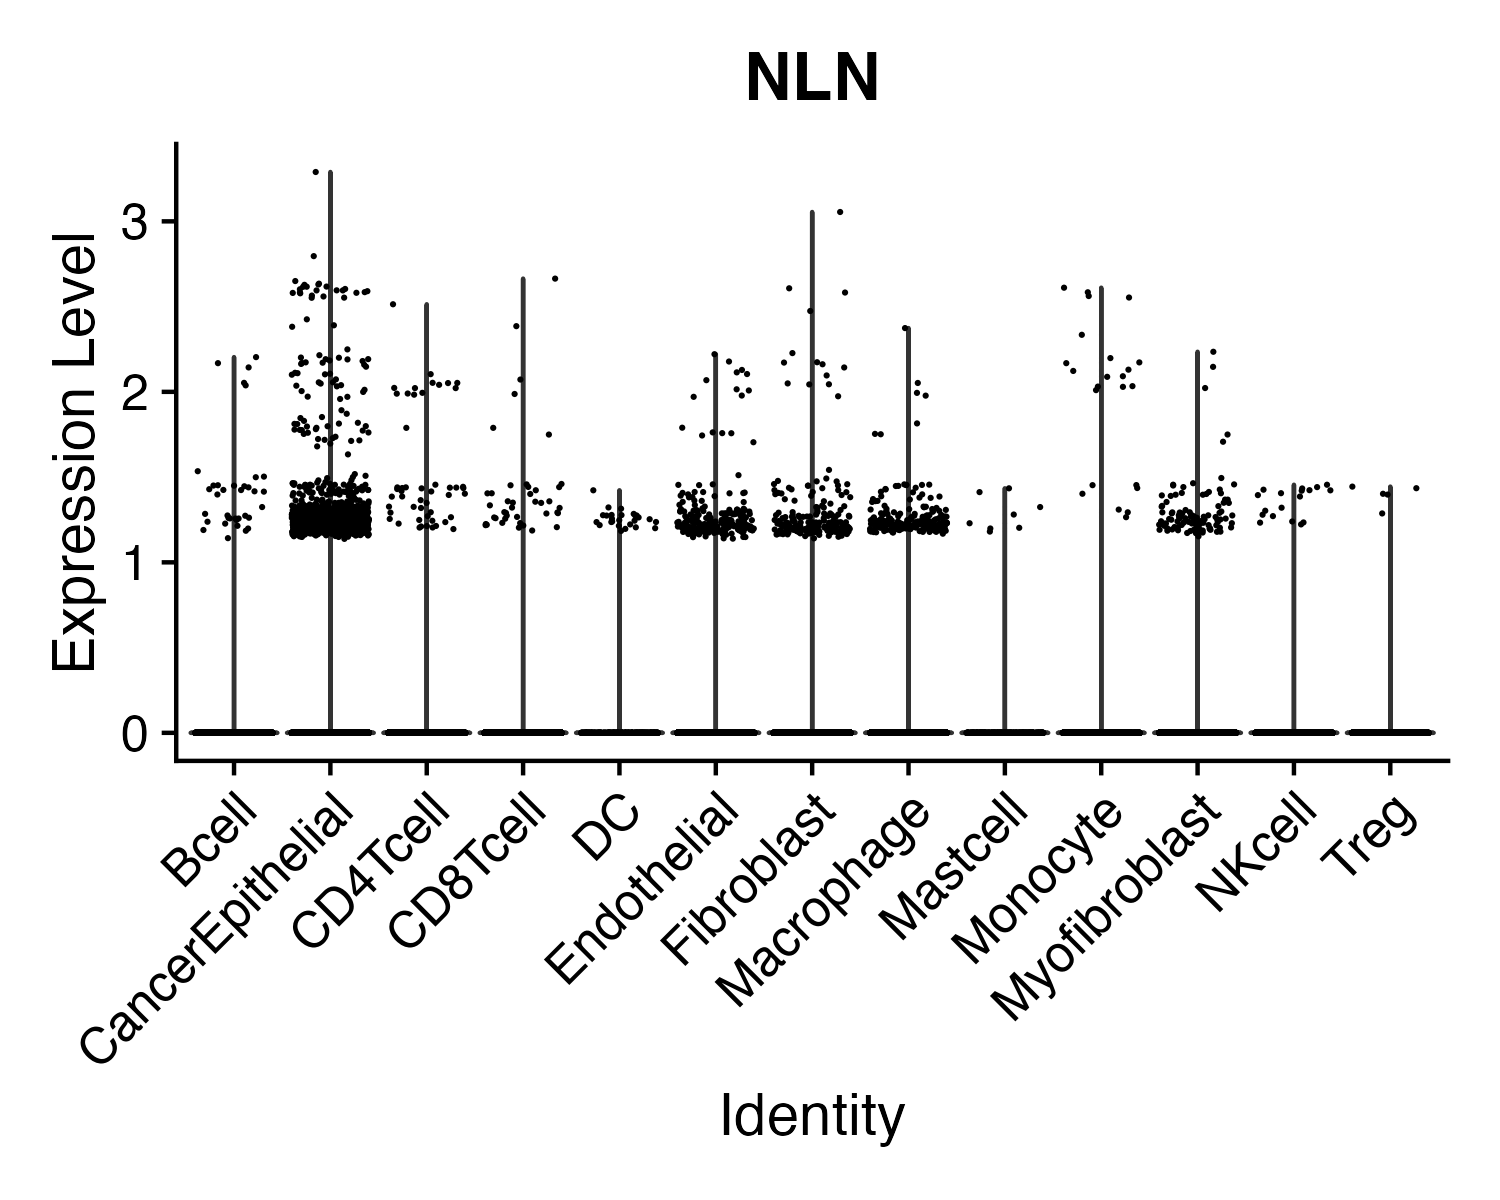 NLN
Expression Level
3
2
1
0
Bcell
CancerEpithelial
CD4Tcell
CD8Tcell
DC
Endothelial
Fibroblast
Macrophage
Mastcell
Monocyte
Myofibroblast
NKcell
Treg
Identity